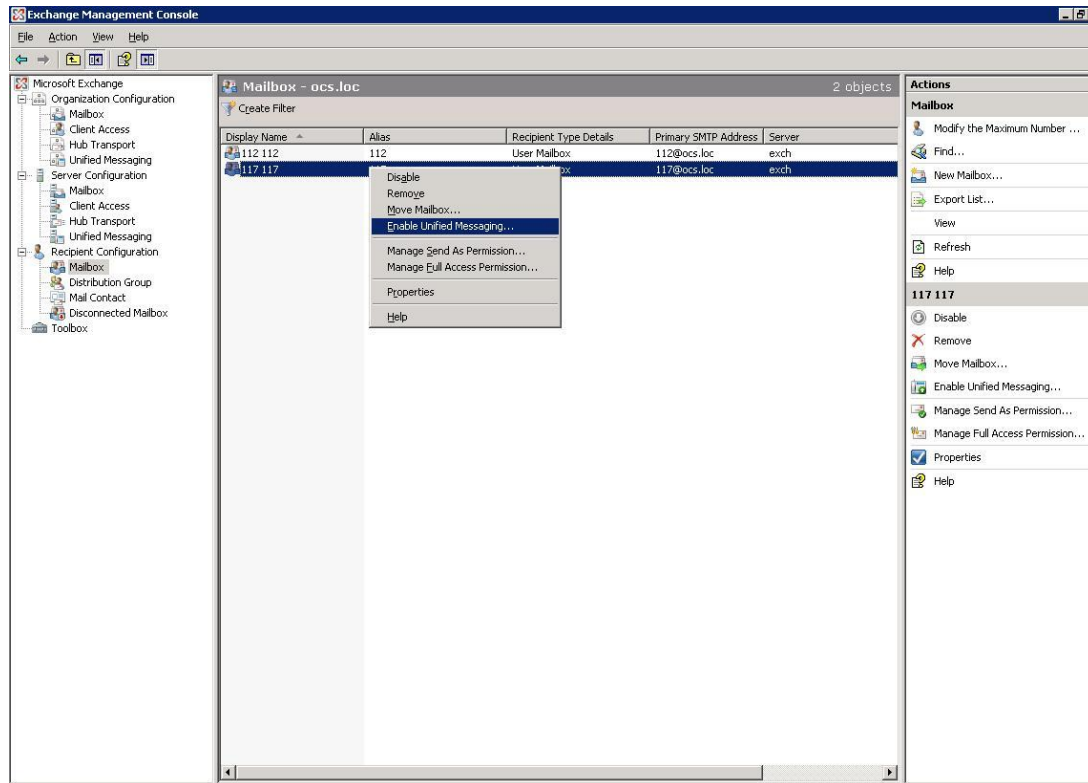 Exchange Management Console
File Action View Help
Microsoft Exchange
Organization Configuration
Mailbox
Client Access
Hub Transport
Unified Messaging
Server Configuration
Mailbox
Client Access
Hub Transport
Unified Messaging
Recipient Configuration
Mailbox
Distribution Group
Mail Contact
Disconnected Mailbox
Toolbox
Mailbox - ocs.loc 2 objects
Create Filter
Display Name Alias Recipient Type Details Primary SMTP Address Server
112 112 112 User Mailbox 112@ocs.loc exch
117 117 117@ocs.loc exch
Disable
Remove
Move Mailbox...
Enable Unified Messaging...
Manage Send As Permission...
Manage Full Access Permission...
Properties
Help
Actions
Mailbox
Modify the Maximum Number ...
Find...
New Mailbox...
Export List...
View
Refresh
Help
117 117
Disable
Remove
Move Mailbox...
Enable Unified Messaging...
Manage Send As Permission...
Manage Full Access Permission...
Properties
Help